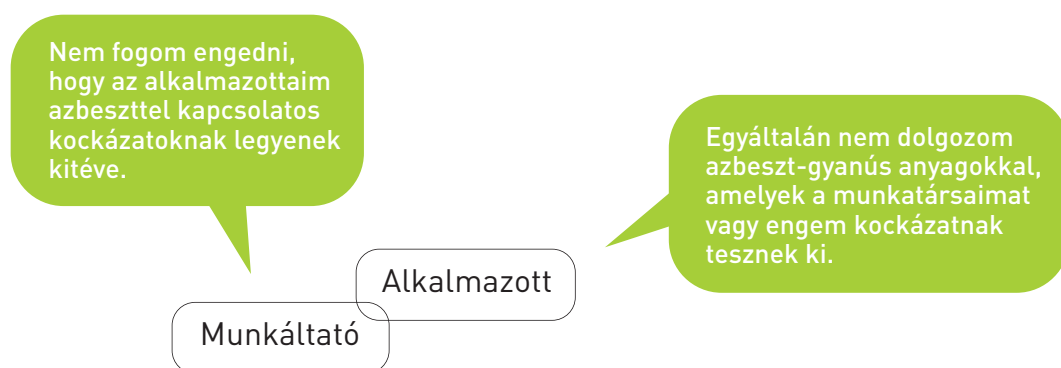 Nem fogom engedni,
hogy az alkalmazottaim
azbeszttel kapcsolatos
kockázatoknak legyenek
kitéve.
Egyáltalán nem dolgozom
azbeszt-gyanús anyagokkal,
amelyek a munkatársaimat
vagy engem kockázatnak
tesznek ki.
Alkalmazott
Munkáltató